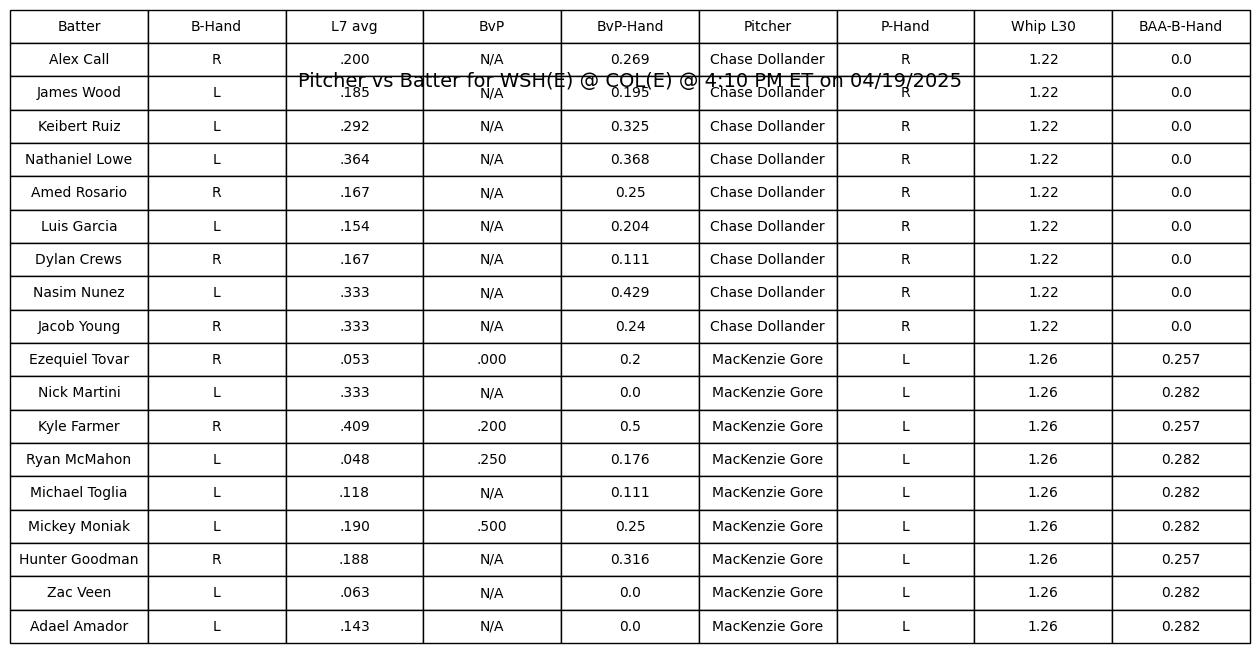 Batter B-Hand L7 avg BvP BvP-Hand Pitcher P-Hand Whip L30 BAA-B-Hand
Alex Call R .200 N/A 0.269 Chase Dollander R 1.22 0.0
Pitcher vs Batter for WSH(E) @ COL(E) @ 4:10 PM ET on 04/19/2025
James Wood L .185 N/A 0.195 Chase Dollander R 1.22 0.0
Keibert Ruiz L .292 N/A 0.325 Chase Dollander R 1.22 0.0
Nathaniel Lowe L .364 N/A 0.368 Chase Dollander R 1.22 0.0
Amed Rosario R .167 N/A 0.25 Chase Dollander R 1.22 0.0
Luis Garcia L .154 N/A 0.204 Chase Dollander R 1.22 0.0
Dylan Crews R .167 N/A 0.111 Chase Dollander R 1.22 0.0
Nasim Nunez L .333 N/A 0.429 Chase Dollander R 1.22 0.0
Jacob Young R .333 N/A 0.24 Chase Dollander R 1.22 0.0
Ezequiel Tovar R .053 .000 0.2 MacKenzie Gore L 1.26 0.257
Nick Martini L .333 N/A 0.0 MacKenzie Gore L 1.26 0.282
Kyle Farmer R .409 .200 0.5 MacKenzie Gore L 1.26 0.257
Ryan McMahon L .048 .250 0.176 MacKenzie Gore L 1.26 0.282
Michael Toglia L .118 N/A 0.111 MacKenzie Gore L 1.26 0.282
Mickey Moniak L .190 .500 0.25 MacKenzie Gore L 1.26 0.282
Hunter Goodman R .188 N/A 0.316 MacKenzie Gore L 1.26 0.257
Zac Veen L .063 N/A 0.0 MacKenzie Gore L 1.26 0.282
Adael Amador L .143 N/A 0.0 MacKenzie Gore L 1.26 0.282